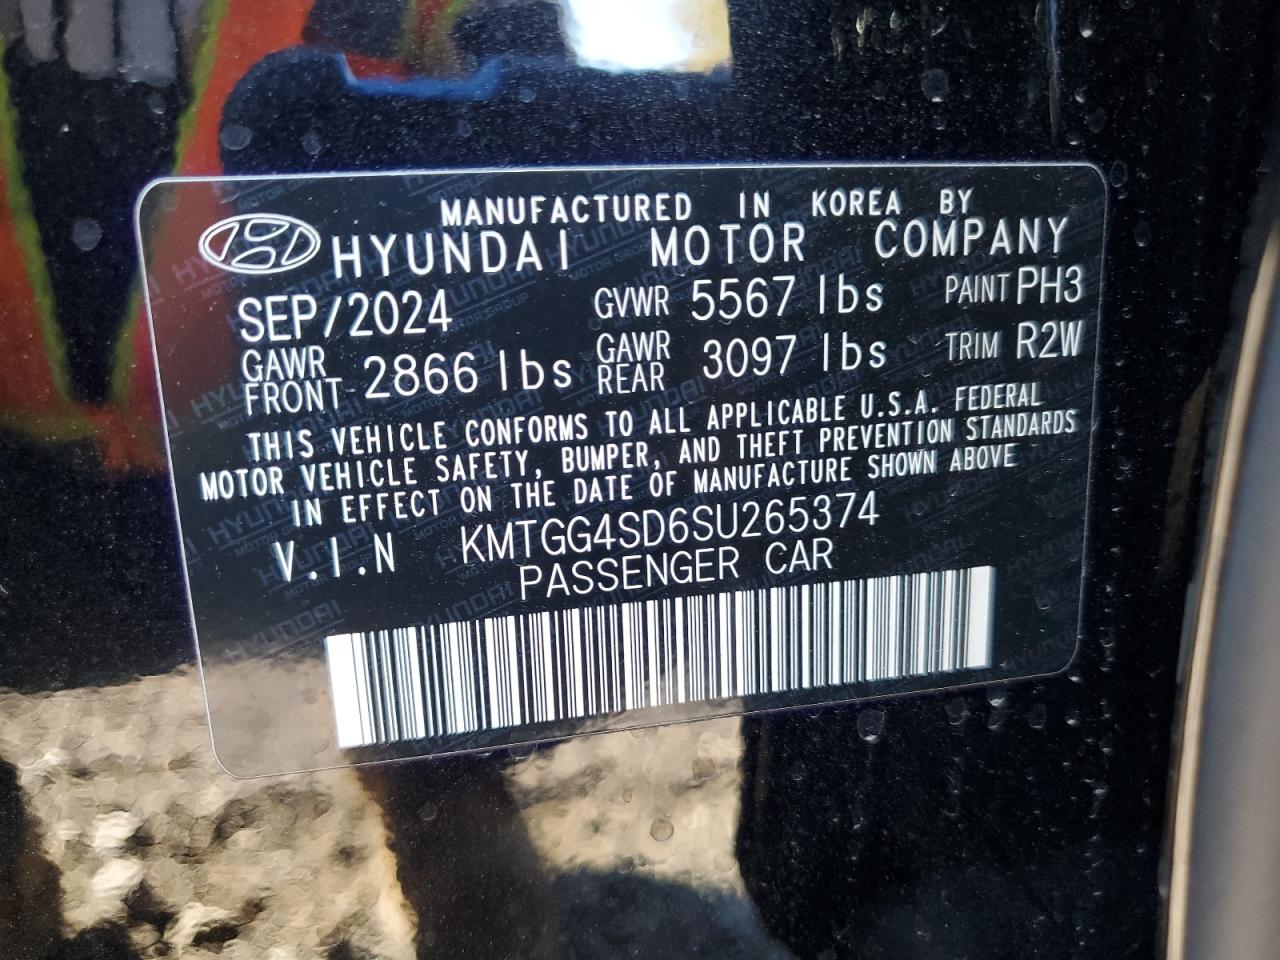 MANUFACTURED IN KOREA BY
HYUNDAI MOTOR COMPANY
SEP/2024 GVWR 5567 lbs PAINT PH3
GAWR FRONT 2866 lbs GAWR REAR 3097 lbs TRIM R2W
THIS VEHICLE CONFORMS TO ALL APPLICABLE U.S.A. FEDERAL
MOTOR VEHICLE SAFETY, BUMPER, AND THEFT PREVENTION STANDARDS
IN EFFECT ON THE DATE OF MANUFACTURE SHOWN ABOVE
V.I.N KMTGG4SD6SU265374
PASSENGER CAR